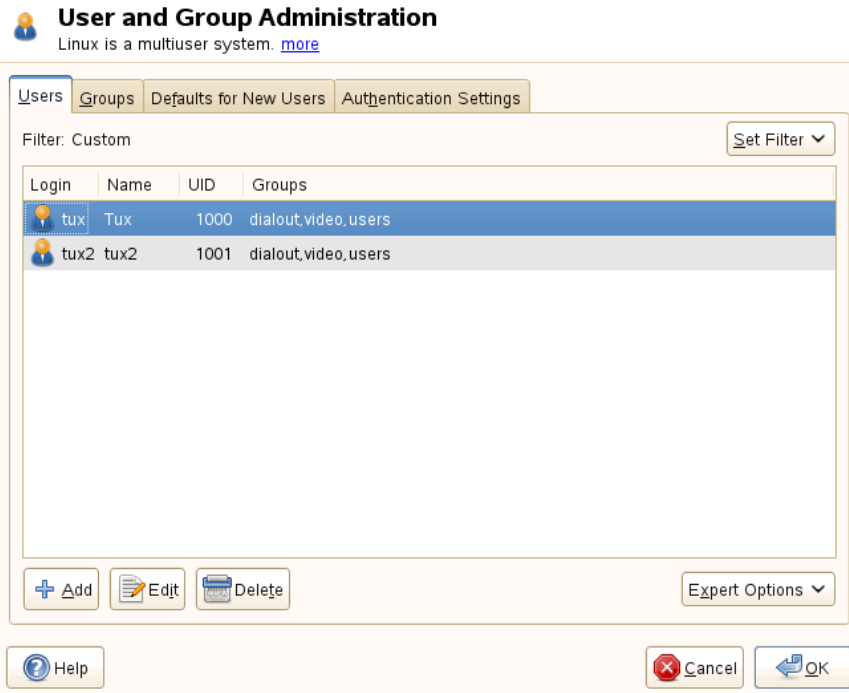 User and Group Administration
Linux is a multiuser system. more
Users Groups Defaults for New Users Authentication Settings
Filter: Custom Set Filter
Login Name UID Groups
tux Tux 1000 dialout,video,users
tux2 tux2 1001 dialout,video,users
Add Edit Delete Expert Options
Help Cancel OK